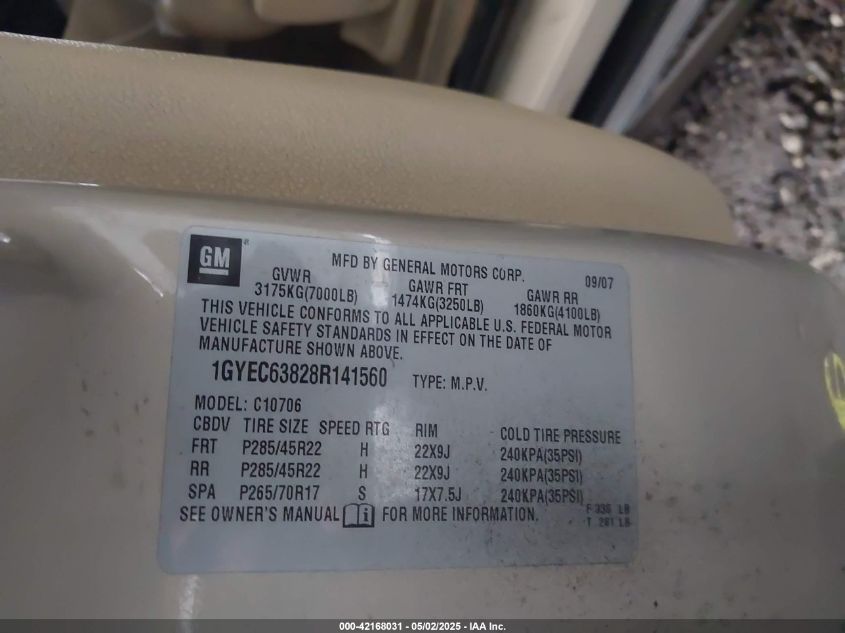 GM
MFD BY GENERAL MOTORS CORP. 09/07
GVWR GAWR FRT GAWR RR
3175KG(7000LB) 1474KG(3250LB) 1860KG(4100LB)
THIS VEHICLE CONFORMS TO ALL APPLICABLE U.S. FEDERAL MOTOR
VEHICLE SAFETY STANDARDS IN EFFECT ON THE DATE OF
MANUFACTURE SHOWN ABOVE.
1GYEC63828R141560 TYPE: M.P.V.
MODEL: C10706
CBDV TIRE SIZE SPEED RTG RIM COLD TIRE PRESSURE
FRT P285/45R22 H 22X9J 240KPA(35PSI)
RR P285/45R22 H 22X9J 240KPA(35PSI)
SPA P265/70R17 S 17X7.5J 240KPA(35PSI)
SEE OWNER'S MANUAL i FOR MORE INFORMATION.
F LB
T LB
000-42168031 - 05/02/2025 - IAA Inc.